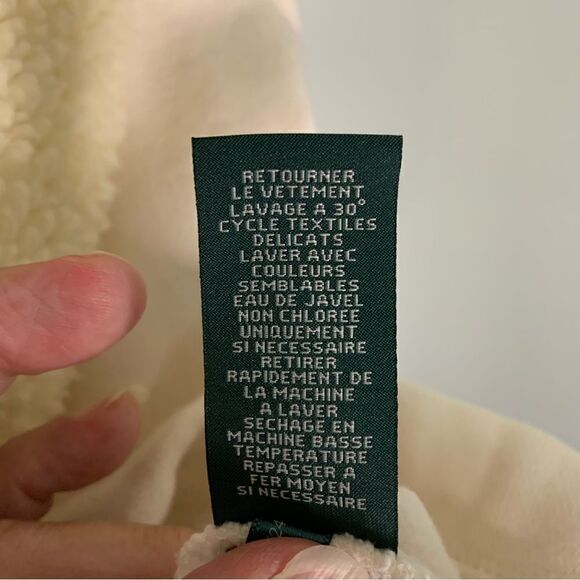 RETOURNER
LE VETEMENT
LAVAGE A 30°
CYCLE TEXTILES
DELICATS
LAVER AVEC
COULEURS
SEMBLABLES
EAU DE JAVEL
NON CHLOREE
UNIQUEMENT
SI NECESSAIRE
RETIRER
RAPIDEMENT DE
LA MACHINE
A LAVER
SECHAGE EN
MACHINE BASSE
TEMPERATURE
REPASSER A
FER MOYEN
SI NECESSAIRE